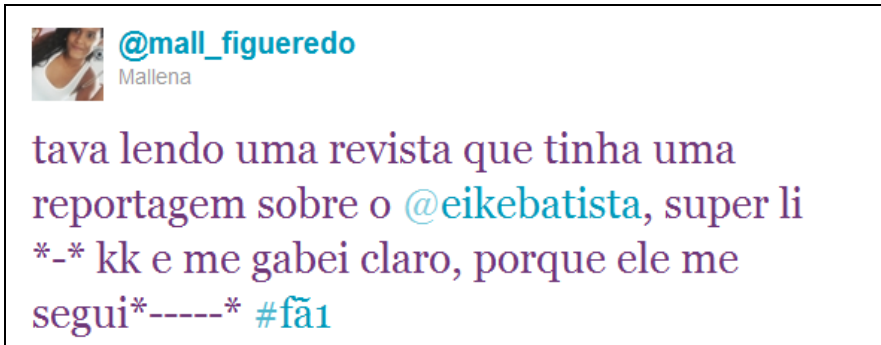 @mall_figueredo
Mallena
tava lendo uma revista que tinha uma
reportagem sobre o @eikebatista, super li
*-* kk e me gabei claro, porque ele me
segui*-----* #fã1